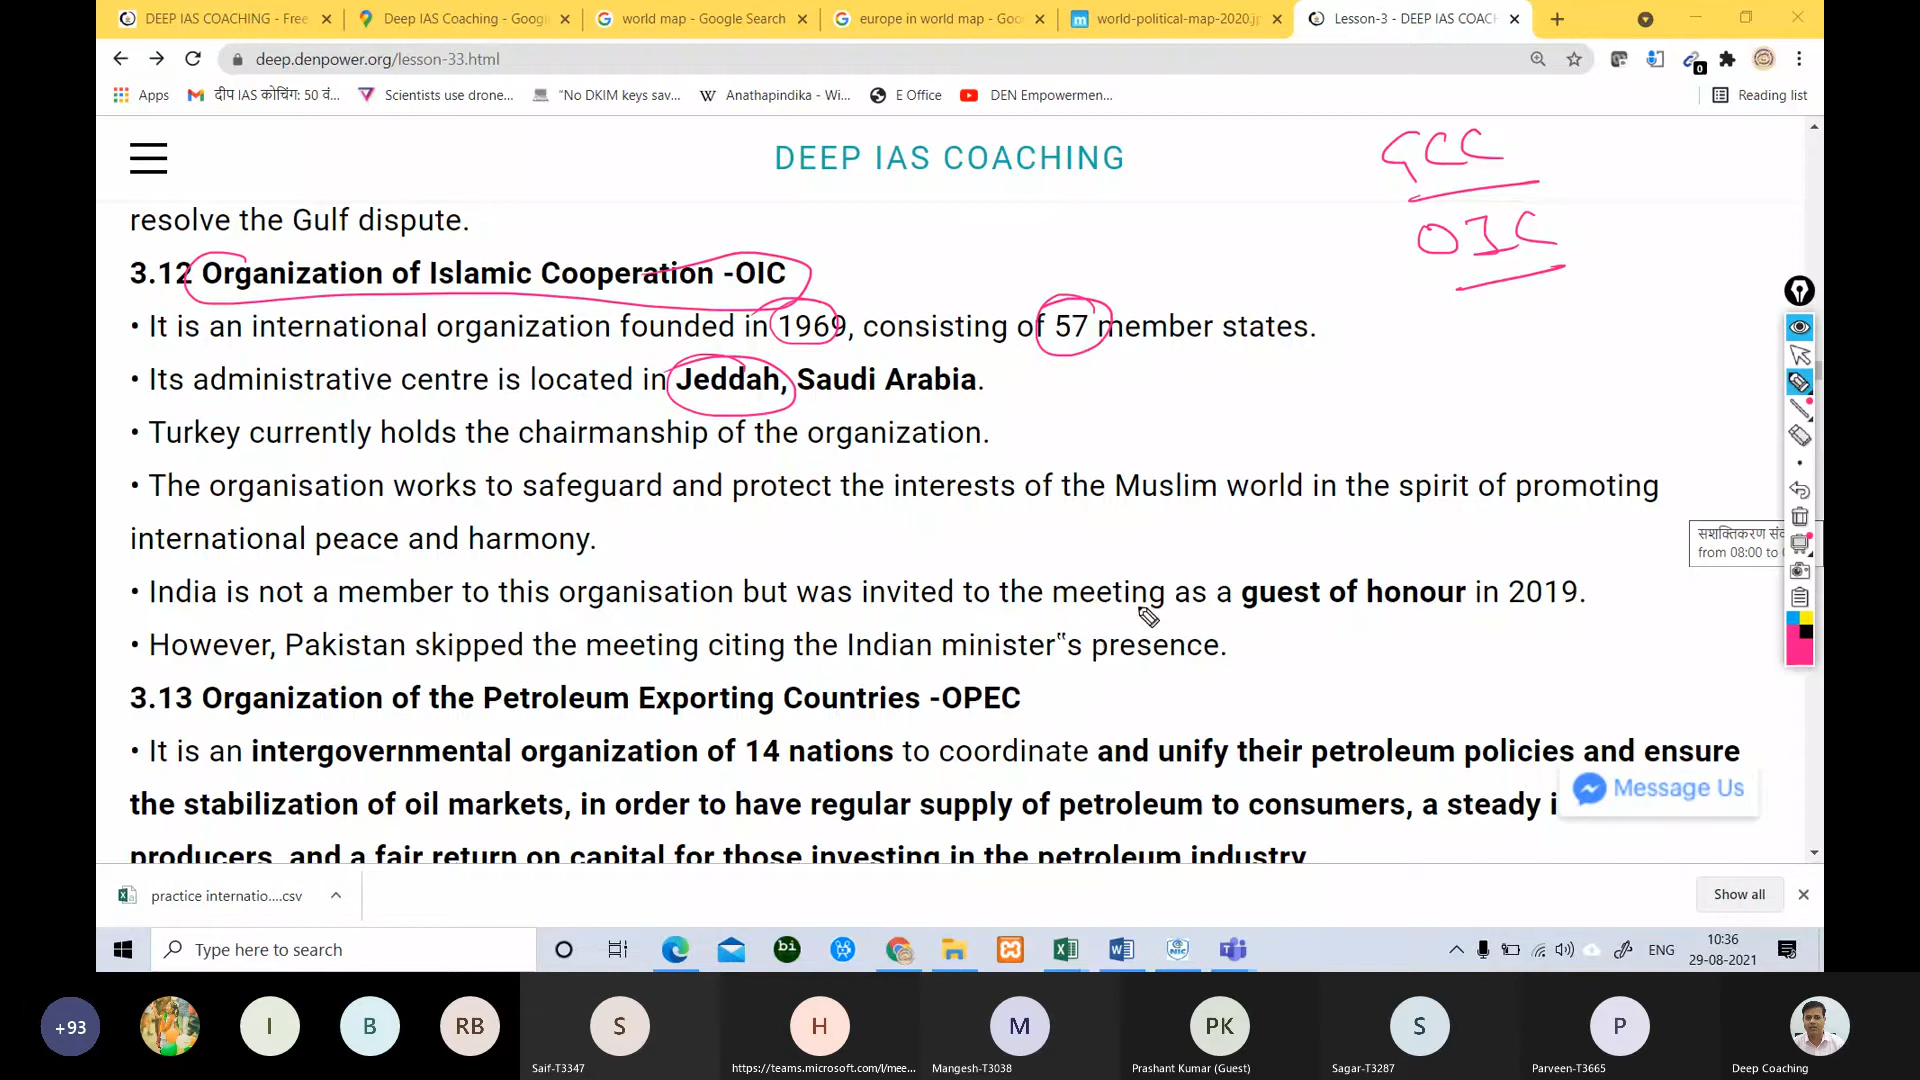 DEEP IAS COACHING - Free
Deep IAS Coaching - Googl
world map - Google Search
europe in world map - Goo
world-political-map-2020.j
Lesson-3 - DEEP IAS COACH
deep.denpower.org/lesson-33.html
0
Apps
दीप IAS कोचिंग: 50 वं...
Scientists use drone...
"No DKIM keys sav...
Anathapindika - Wi...
E Office
DEN Empowermen...
Reading list
DEEP IAS COACHING
GCC
OIC
resolve the Gulf dispute.
3.12 Organization of Islamic Cooperation -OIC
• It is an international organization founded in 1969, consisting of 57 member states.
• Its administrative centre is located in Jeddah, Saudi Arabia.
• Turkey currently holds the chairmanship of the organization.
• The organisation works to safeguard and protect the interests of the Muslim world in the spirit of promoting
international peace and harmony.
सशक्तिकरण सं
from 08:00 to
• India is not a member to this organisation but was invited to the meeting as a guest of honour in 2019.
• However, Pakistan skipped the meeting citing the Indian minister‟s presence.
3.13 Organization of the Petroleum Exporting Countries -OPEC
• It is an intergovernmental organization of 14 nations to coordinate and unify their petroleum policies and ensure
the stabilization of oil markets, in order to have regular supply of petroleum to consumers, a steady i
Message Us
producers, and a fair return on capital for those investing in the petroleum industry.
practice internatio....csv
Show all
Type here to search
bi
NIC
ENG
10:36
29-08-2021
+93
I
B
RB
S
H
M
PK
S
P
Saif-T3347
https://teams.microsoft.com/l/mee...
Mangesh-T3038
Prashant Kumar (Guest)
Sagar-T3287
Parveen-T3665
Deep Coaching